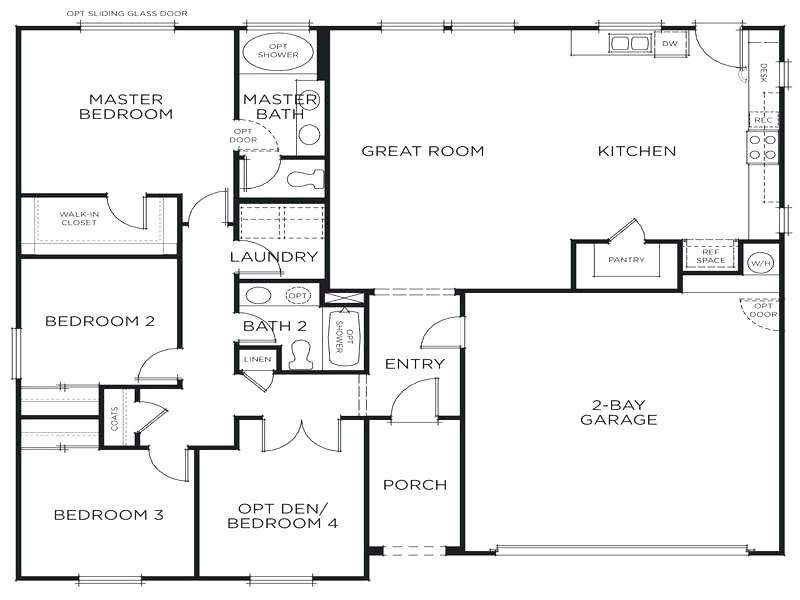 OPT SLIDING GLASS DOOR
OPT
SHOWER
DW
DESK
MASTER
BEDROOM
MASTER
BATH
OPT
DOOR
REC
GREAT ROOM
KITCHEN
WALK-IN
CLOSET
LAUNDRY
PANTRY
REF
SPACE
W/H
OPT
BEDROOM 2
BATH 2
OPT
SHOWER
OPT
DOOR
LINEN
ENTRY
COATS
2-BAY
GARAGE
PORCH
BEDROOM 3
OPT DEN/
BEDROOM 4